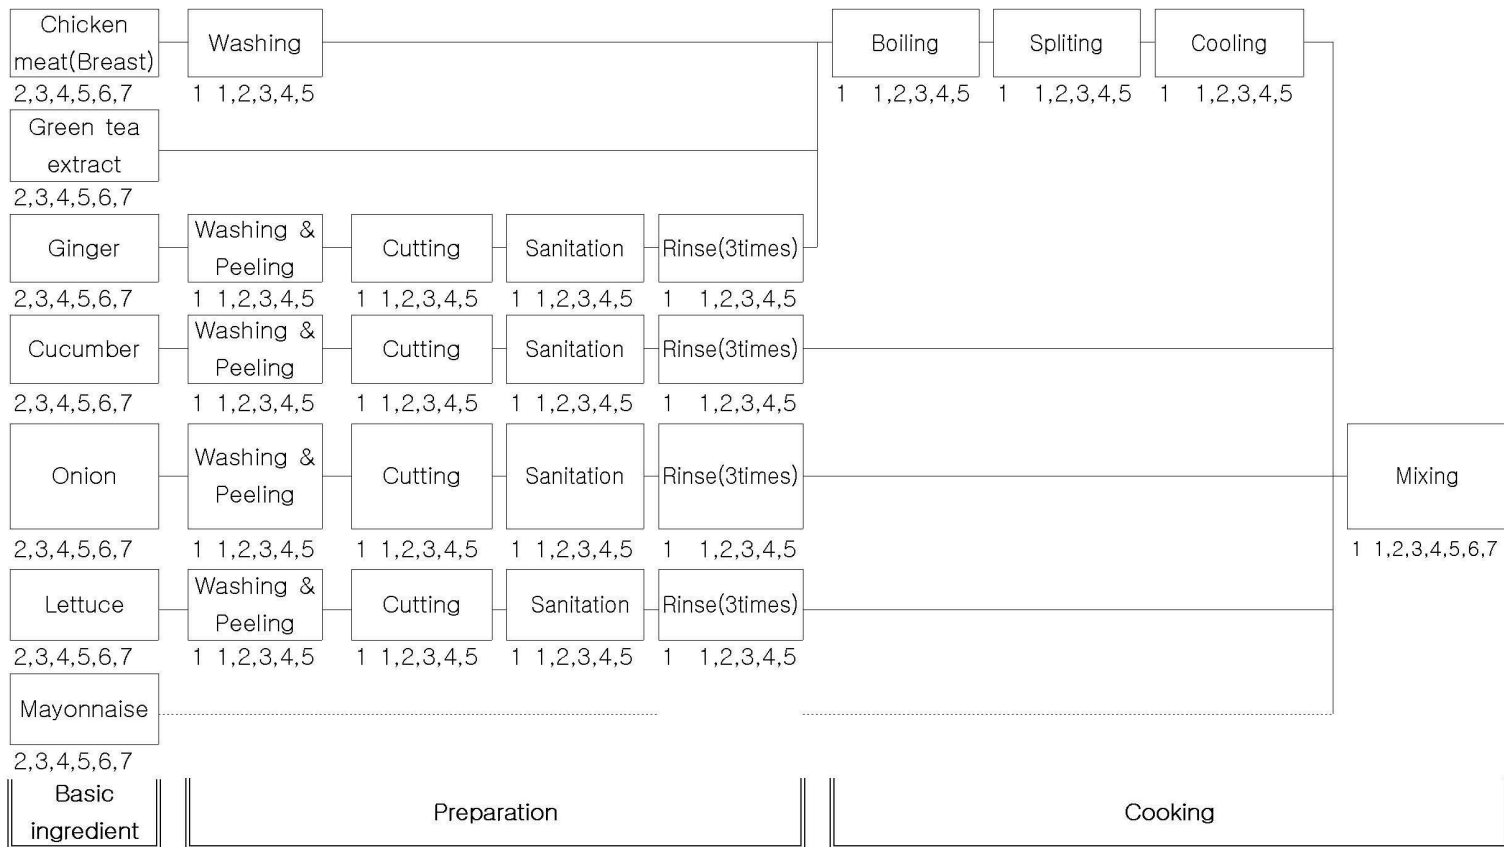 Chicken
meat(Breast)
Washing
Boiling
Spliting
Cooling
2,3,4,5,6,7
1 1,2,3,4,5
1 1,2,3,4,5
1 1,2,3,4,5
1 1,2,3,4,5
Green tea
extract
2,3,4,5,6,7
Ginger
Washing &
Peeling
Cutting
Sanitation
Rinse(3times)
2,3,4,5,6,7
1 1,2,3,4,5
1 1,2,3,4,5
1 1,2,3,4,5
1 1,2,3,4,5
Cucumber
Washing &
Peeling
Cutting
Sanitation
Rinse(3times)
2,3,4,5,6,7
1 1,2,3,4,5
1 1,2,3,4,5
1 1,2,3,4,5
1 1,2,3,4,5
Onion
Washing &
Peeling
Cutting
Sanitation
Rinse(3times)
Mixing
2,3,4,5,6,7
1 1,2,3,4,5
1 1,2,3,4,5
1 1,2,3,4,5
1 1,2,3,4,5
1 1,2,3,4,5,6,7
Lettuce
Washing &
Peeling
Cutting
Sanitation
Rinse(3times)
2,3,4,5,6,7
1 1,2,3,4,5
1 1,2,3,4,5
1 1,2,3,4,5
1 1,2,3,4,5
Mayonnaise
2,3,4,5,6,7
Basic
ingredient
Preparation
Cooking